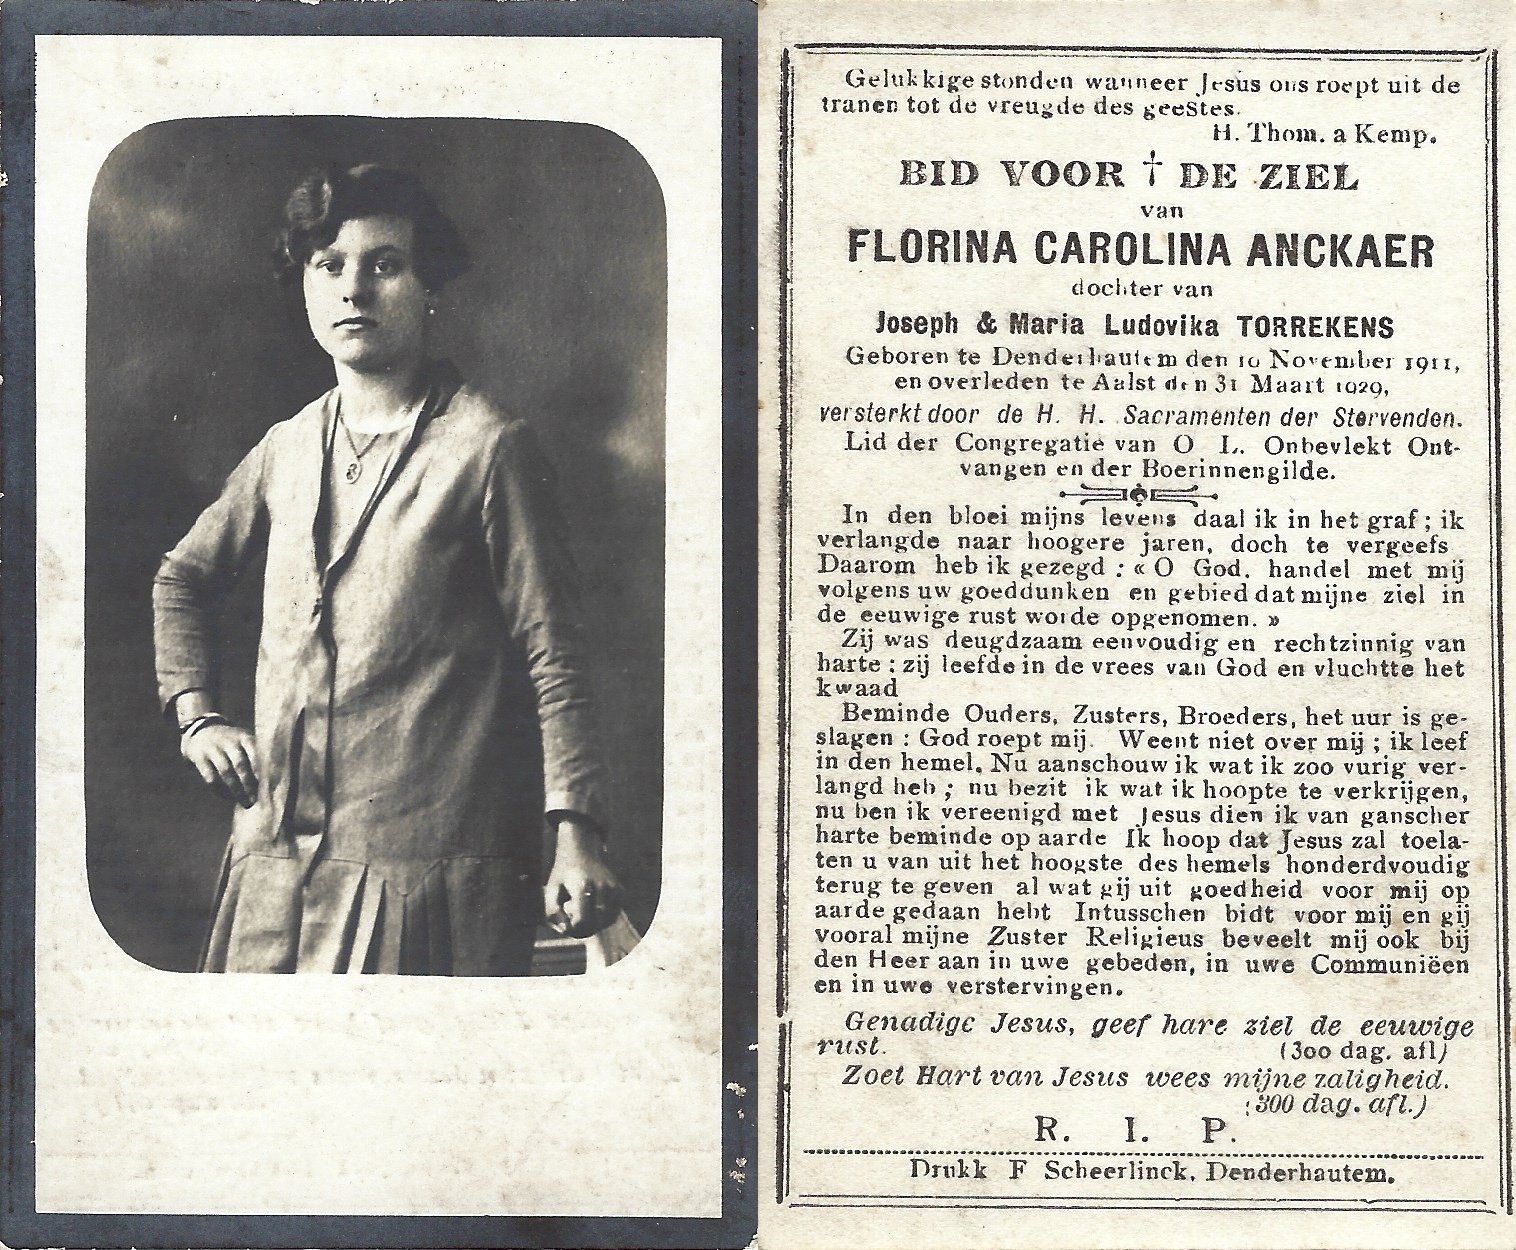 Gelukkige stonden wanneer Jesus ons roept uit de
tranen tot de vreugde des geestes.
H. Thom. a Kemp.
BID VOOR † DE ZIEL
van
FLORINA CAROLINA ANCKAER
dochter van
Joseph & Maria Ludovika TORREKENS
Geboren te Denderhautem den 10 November 1911,
en overleden te Aalst den 31 Maart 1929,
versterkt door de H. H. Sacramenten der Stervenden.
Lid der Congregatie van O. L. Onbevlekt Ont-
vangen en der Boerinnengilde.
In den bloei mijns levens daal ik in het graf; ik
verlangde naar hoogere jaren, doch te vergeefs
Daarom heb ik gezegd : « O God, handel met mij
volgens uw goeddunken en gebied dat mijne ziel in
de eeuwige rust worde opgenomen. »
Zij was deugdzaam eenvoudig en rechtzinnig van
harte : zij leefde in de vrees van God en vluchtte het
kwaad
Beminde Ouders, Zusters, Broeders, het uur is ge-
slagen : God roept mij. Weent niet over mij ; ik leef
in den hemel. Nu aanschouw ik wat ik zoo vurig ver-
langd heb ; nu bezit ik wat ik hoopte te verkrijgen,
nu ben ik vereenigd met Jesus dien ik van ganscher
harte beminde op aarde Ik hoop dat Jesus zal toela-
ten u van uit het hoogste des hemels honderdvoudig
terug te geven al wat gij uit goedheid voor mij op
aarde gedaan hebt Intusschen bidt voor mij en gij
vooral mijne Zuster Religieus beveelt mij ook bij
den Heer aan in uwe gebeden, in uwe Communiëen
en in uwe verstervingen.
Genadige Jesus, geef hare ziel de eeuwige
rust. (300 dag. afl)
Zoet Hart van Jesus wees mijne zaligheid.
(300 dag. afl.)
R. I. P.
Drukk F Scheerlinck, Denderhautem.